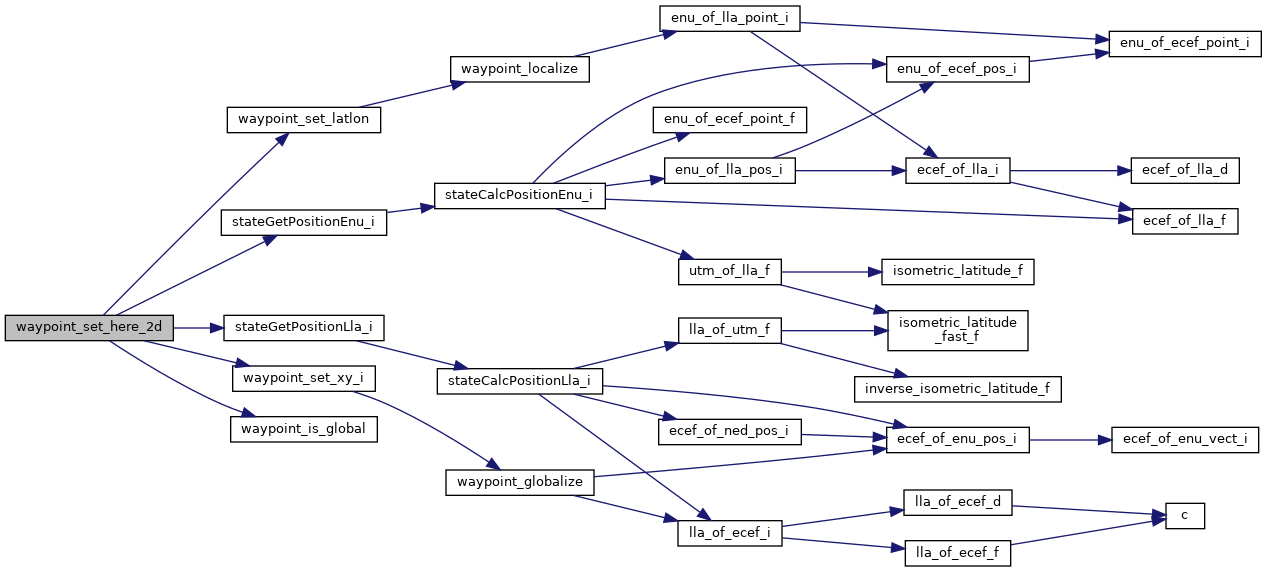 enu_of_lla_point_i
enu_of_ecef_point_i
waypoint_localize
enu_of_ecef_pos_i
waypoint_set_latlon
enu_of_ecef_point_f
enu_of_lla_pos_i
ecef_of_lla_i
ecef_of_lla_d
stateCalcPositionEnu_i
stateGetPositionEnu_i
ecef_of_lla_f
utm_of_lla_f
isometric_latitude_f
waypoint_set_here_2d
stateGetPositionLla_i
lla_of_utm_f
isometric_latitude
_fast_f
waypoint_set_xy_i
stateCalcPositionLla_i
inverse_isometric_latitude_f
waypoint_is_global
ecef_of_ned_pos_i
ecef_of_enu_pos_i
ecef_of_enu_vect_i
waypoint_globalize
lla_of_ecef_d
c
lla_of_ecef_i
lla_of_ecef_f